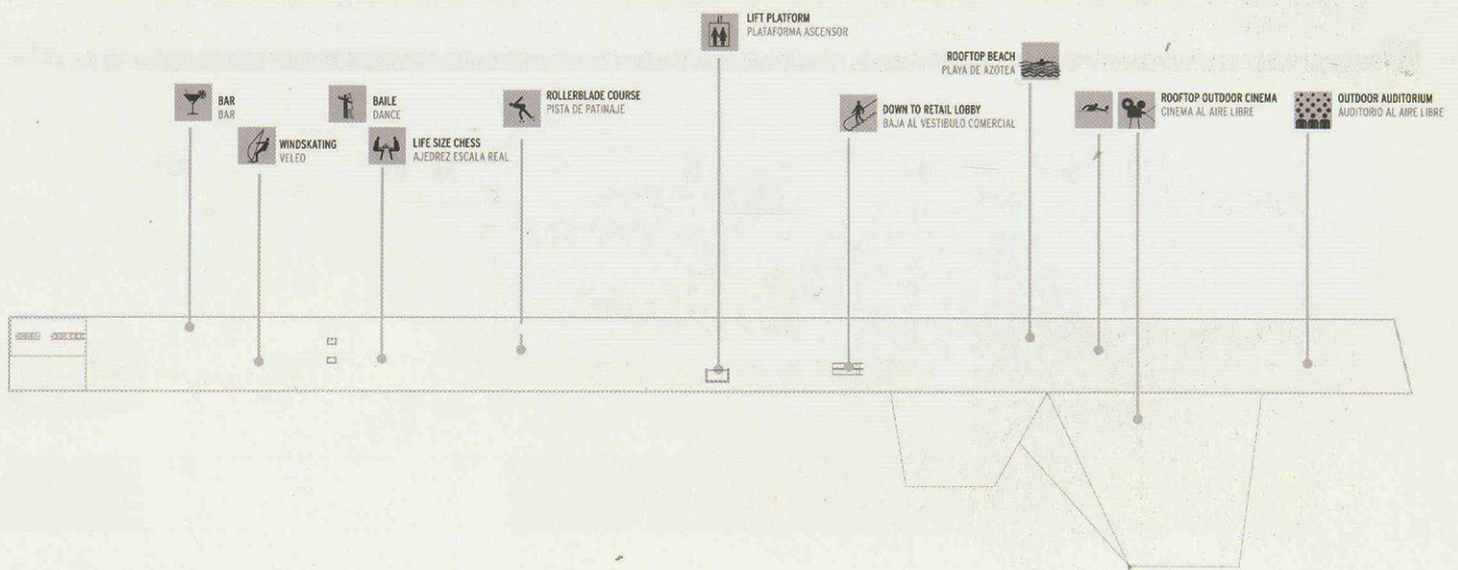 LIFT PLATFORM
PLATAFORMA ASCENSOR
ROOFTOP BEACH
PLAYA DE AZOTEA
BAR
BAR
BAILE
DANCE
ROLLERBLADE COURSE
PISTA DE PATINAJE
DOWN TO RETAIL LOBBY
BAJA AL VESTIBULO COMERCIAL
ROOFTOP OUTDOOR CINEMA
CINEMA AL AIRE LIBRE
OUTDOOR AUDITORIUM
AUDITORIO AL AIRE LIBRE
WINDSKATING
VELEO
LIFE SIZE CHESS
AJEDREZ ESCALA REAL